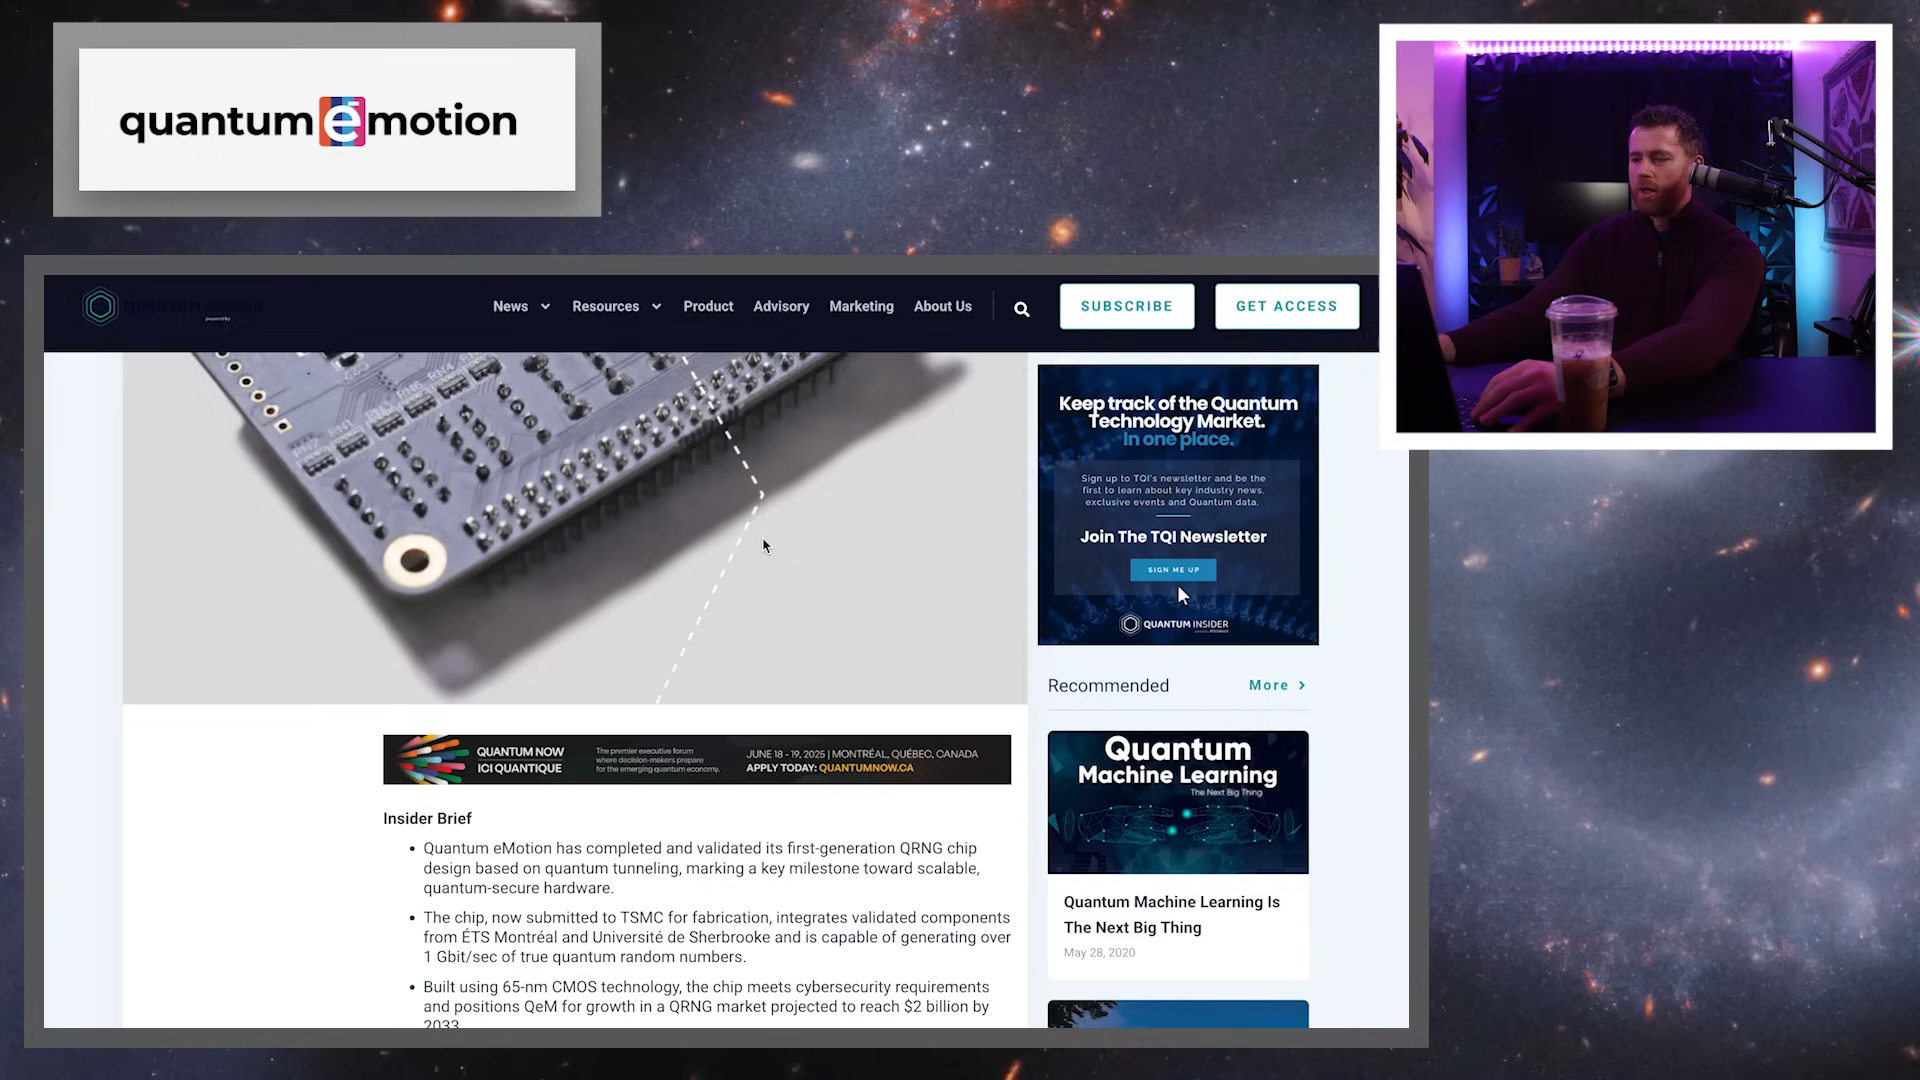 quantum émotion
News
Resources
Product
Advisory
Marketing
About Us
SUBSCRIBE
GET ACCESS
Keep track of the Quantum
Technology Market.
In one place.
Sign up to TQI's newsletter and be the
first to learn about key industry news,
exclusive events and Quantum data.
Join The TQI Newsletter
SIGN ME UP
QUANTUM INSIDER
Recommended
More
QUANTUM NOW
ICI QUANTIQUE
The premier executive forum
where decision-makers prepare
for the emerging quantum economy.
JUNE 18 - 19, 2025 | MONTRÉAL, QUÉBEC, CANADA
APPLY TODAY: QUANTUMNOW.CA
Insider Brief
• Quantum eMotion has completed and validated its first-generation QRNG chip
design based on quantum tunneling, marking a key milestone toward scalable,
quantum-secure hardware.
• The chip, now submitted to TSMC for fabrication, integrates validated components
from ÉTS Montréal and Université de Sherbrooke and is capable of generating over
1 Gbit/sec of true quantum random numbers.
• Built using 65-nm CMOS technology, the chip meets cybersecurity requirements
and positions QeM for growth in a QRNG market projected to reach $2 billion by
2033
Quantum
Machine Learning
The Next Big Thing
Quantum Machine Learning Is
The Next Big Thing
May 28, 2020